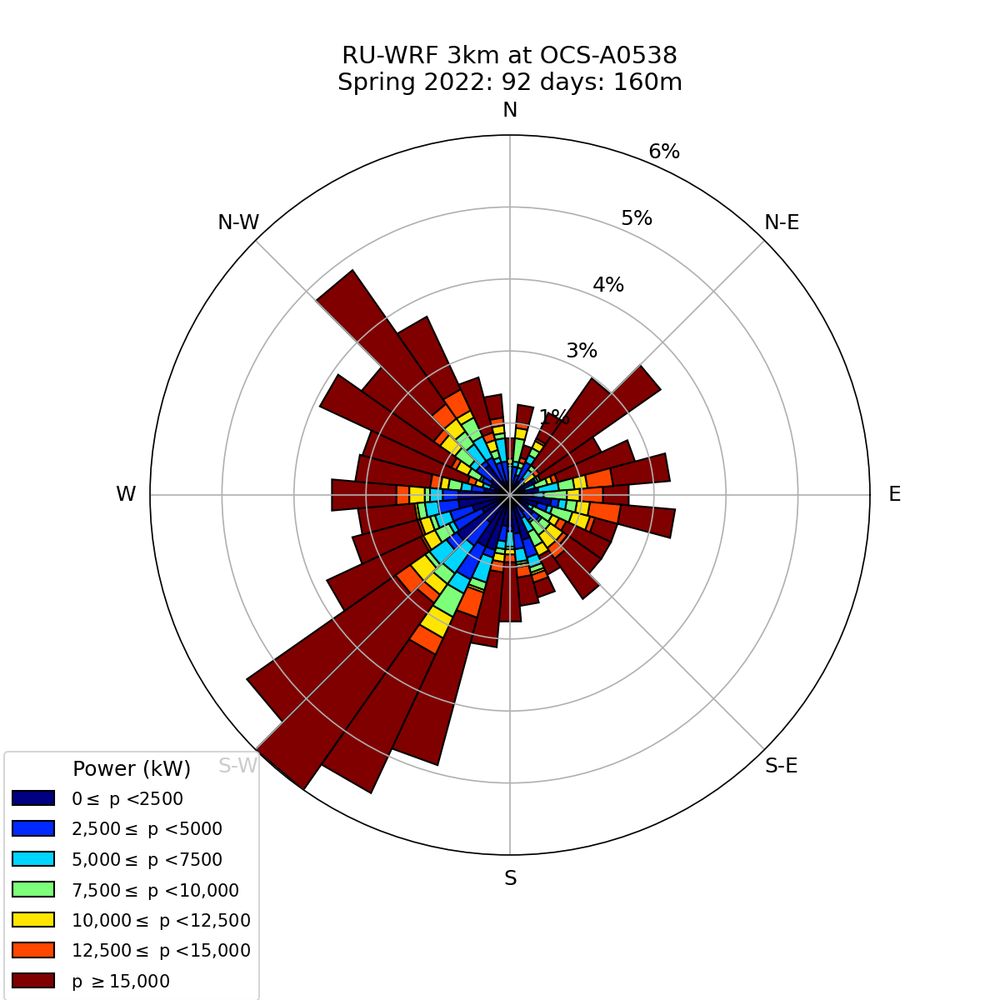 RU-WRF 3km at OCS-A0538
Spring 2022: 92 days: 160m
N
6%
N-W
5%
N-E
4%
3%
1%
W
E
S-W
S-E
S
Power (kW)
0 ≤ p <2500
2,500 ≤ p <5000
5,000 ≤ p <7500
7,500 ≤ p <10,000
10,000 ≤ p <12,500
12,500 ≤ p <15,000
p ≥ 15,000